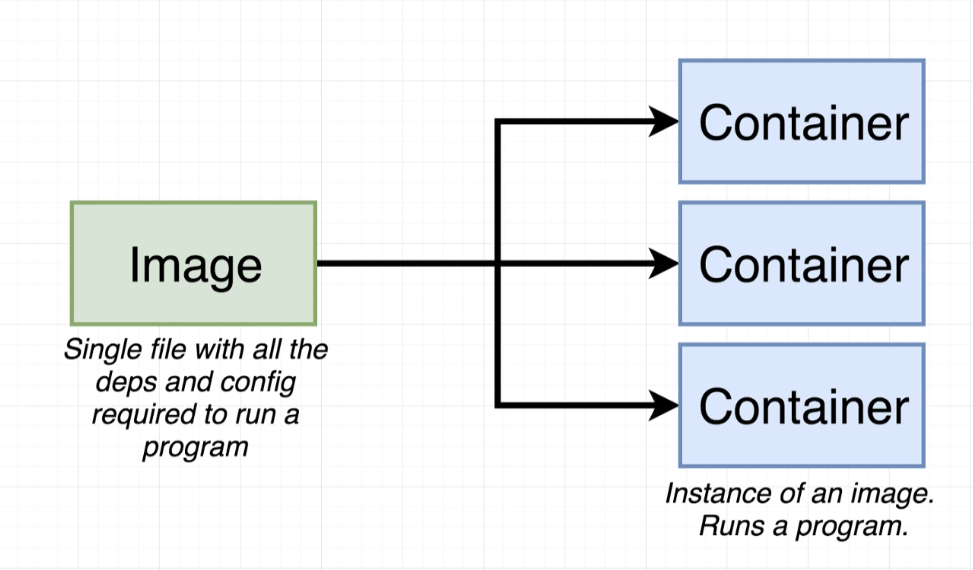 Image
Single file with all the
deps and config
required to run a
program
Container
Container
Container
Instance of an image.
Runs a program.